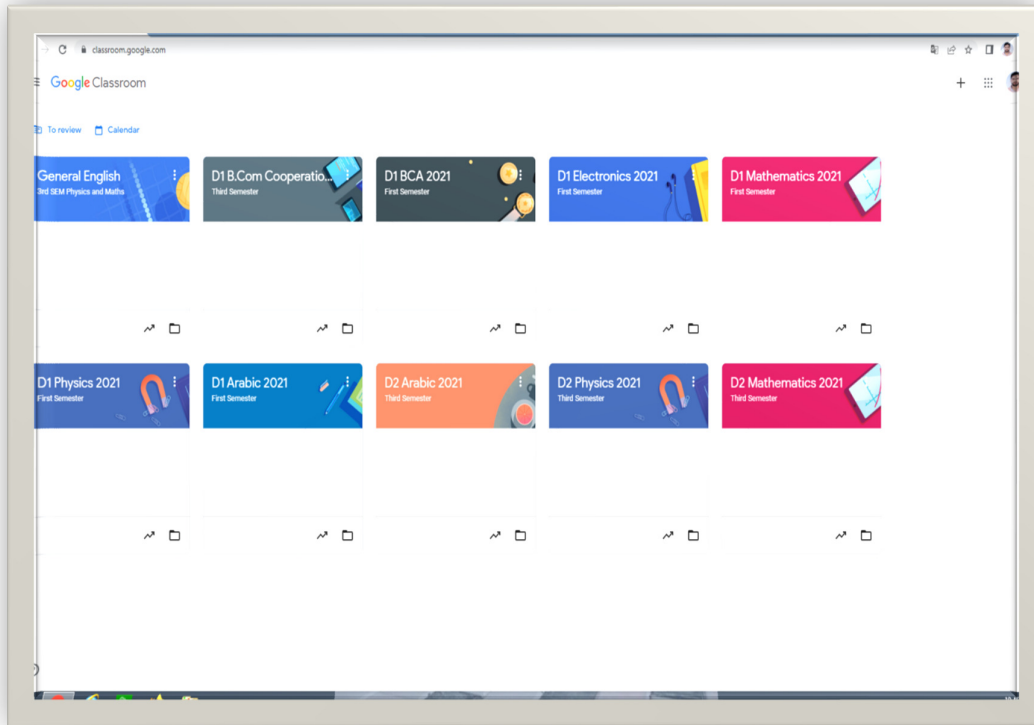 classroom.google.com
Google Classroom
To review Calendar
General English
3rd SEM Physics and Maths
D1 B.Com Cooperatio...
Third Semester
D1 BCA 2021
First Semester
D1 Electronics 2021
First Semester
D1 Mathematics 2021
First Semester
D1 Physics 2021
First Semester
D1 Arabic 2021
First Semester
D2 Arabic 2021
Third Semester
D2 Physics 2021
Third Semester
D2 Mathematics 2021
Third Semester